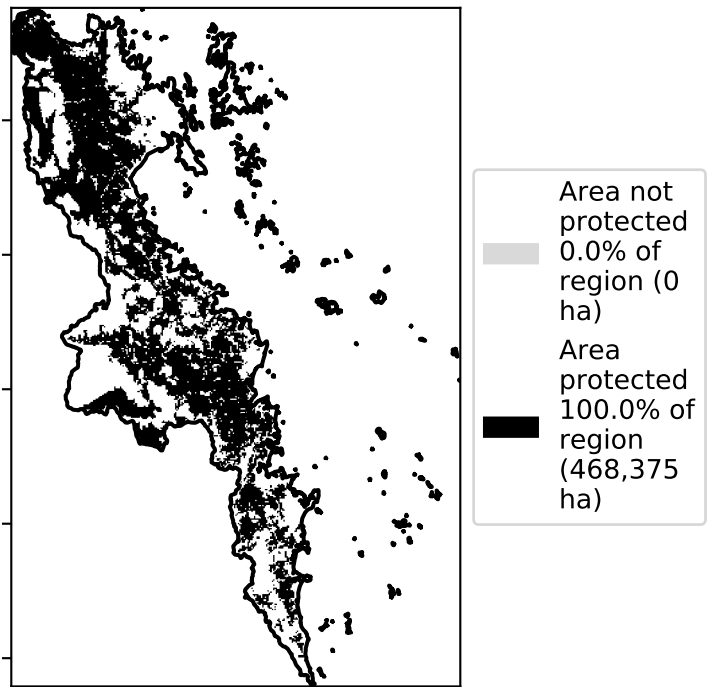 Area not
protected
0.0% of
region (0
ha)
Area
protected
100.0% of
region
(468,375
ha)